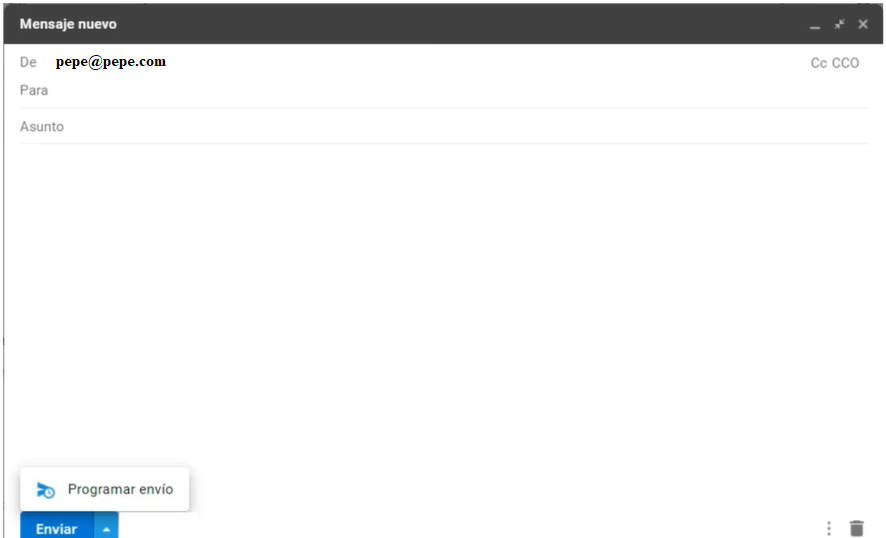 Mensaje nuevo
De pepe@pepe.com Cc CCO
Para
Asunto
Programar envío
Enviar